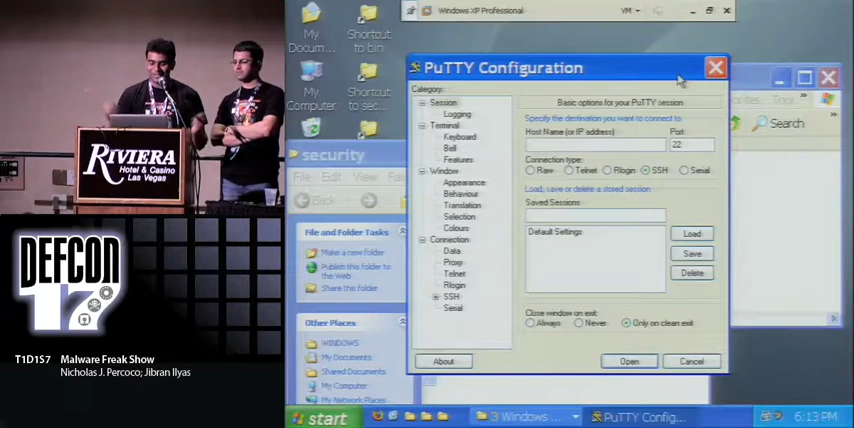 RIVIERA
Hotel & Casino
Las Vegas
DEFCON
17
T1D1S7 Malware Freak Show
Nicholas J. Percoco; Jibran Ilyas
Windows XP Professional
VM
My
Docum...
Shortcut
to bin
My
Computer
Shortcut
to sec...
security
File
Edit
View
Back
Search
File and Folder Tasks
Make a new folder
Publish this folder to
the Web
Share this folder
Other Places
WINDOWS
My Documents
Shared Documents
My Computer
My Network Places
PuTTY Configuration
Category:
Session
Logging
Terminal
Keyboard
Bell
Features
Window
Appearance
Behaviour
Translation
Selection
Colours
Connection
Data
Proxy
Telnet
Rlogin
SSH
Serial
Basic options for your PuTTY session
Specify the destination you want to connect to
Host Name (or IP address) Port
22
Connection type:
Raw Telnet Rlogin SSH Serial
Load, save or delete a stored session
Saved Sessions
Default Settings
Load
Save
Delete
Close window on exit:
Always Never Only on clean exit
About Open Cancel
start
3 Windows ...
PuTTY Config...
6:13 PM